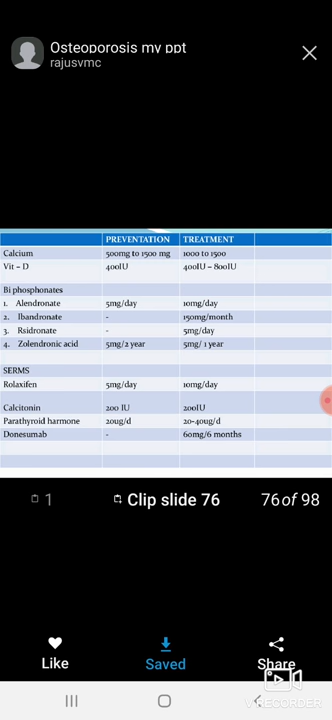 Osteoporosis my ppt
rajusvmc
PREVENTATION TREATMENT
Calcium 500mg to 1500 mg 1000 to 1500
Vit – D 400IU 400IU – 800IU
Bi phosphonates
1. Alendronate 5mg/day 10mg/day
2. Ibandronate - 150mg/month
3. Rsidronate - 5mg/day
4. Zolendronic acid 5mg/2 year 5mg/ 1 year
SERMS
Rolaxifen 5mg/day 10mg/day
Calcitonin 200 IU 200IU
Parathyroid harmone 20ug/d 20-40ug/d
Donesumab - 60mg/6 months
1 Clip slide 76 76 of 98
Like Saved Share
V RECORDER